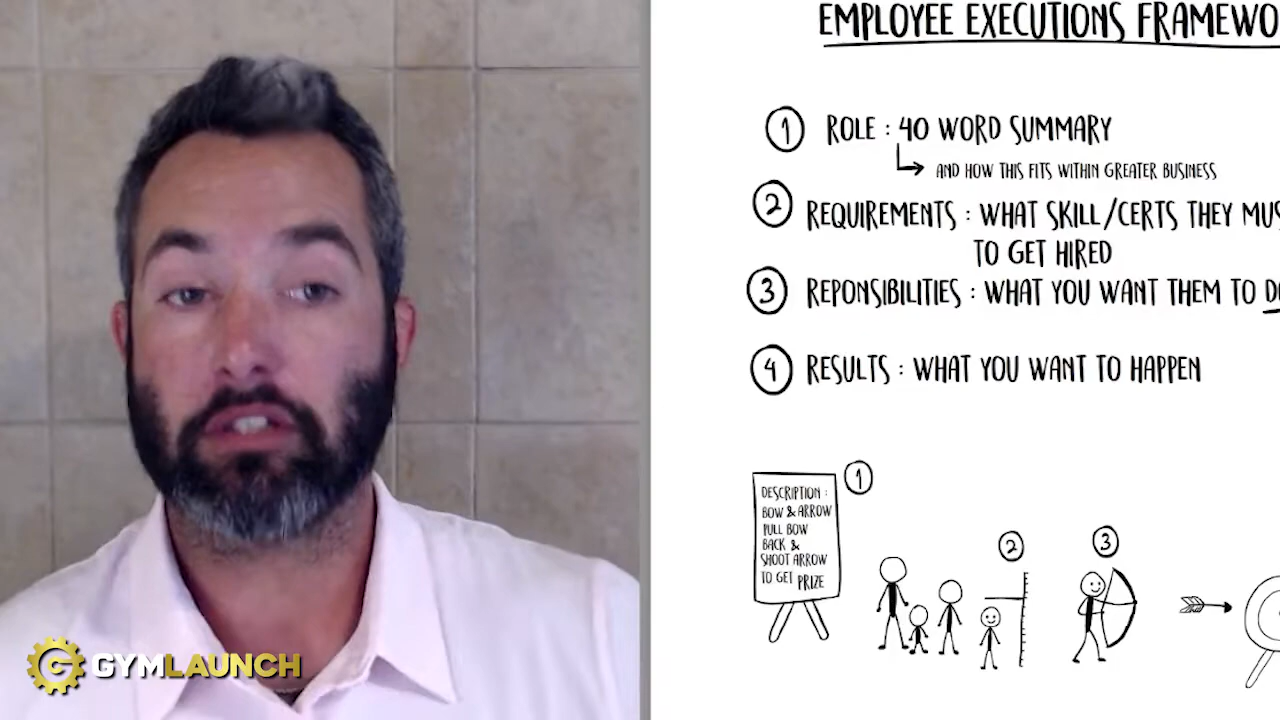 EMPLOYEE EXECUTIONS FRAMEWO
1 ROLE : 40 WORD SUMMARY
AND HOW THIS FITS WITHIN GREATER BUSINESS
2 REQUIREMENTS : WHAT SKILL/CERTS THEY MUS
TO GET HIRED
3 REPONSIBILITIES : WHAT YOU WANT THEM TO DO
4 RESULTS : WHAT YOU WANT TO HAPPEN
1
DESCRIPTION :
BOW & ARROW
PULL BOW
BACK &
SHOOT ARROW
TO GET PRIZE
2
3
GYMLAUNCH